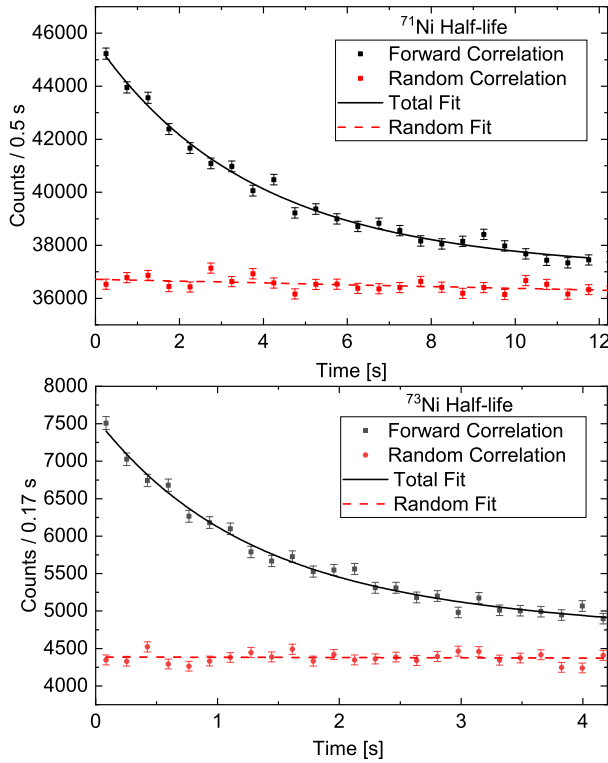 ⁷¹Ni Half-life
Forward Correlation
Random Correlation
Total Fit
Random Fit
46000
44000
42000
40000
38000
36000
Counts / 0.5 s
0 2 4 6 8 10 12
Time [s]
⁷³Ni Half-life
Forward Correlation
Random Correlation
Total Fit
Random Fit
8000
7500
7000
6500
6000
5500
5000
4500
4000
Counts / 0.17 s
0 1 2 3 4
Time [s]